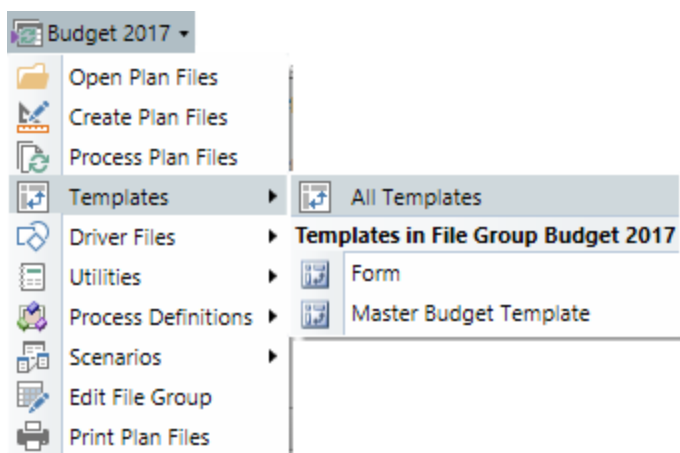 Budget 2017
Open Plan Files
Create Plan Files
Process Plan Files
Templates
Driver Files
Utilities
Process Definitions
Scenarios
Edit File Group
Print Plan Files
All Templates
Templates in File Group Budget 2017
Form
Master Budget Template